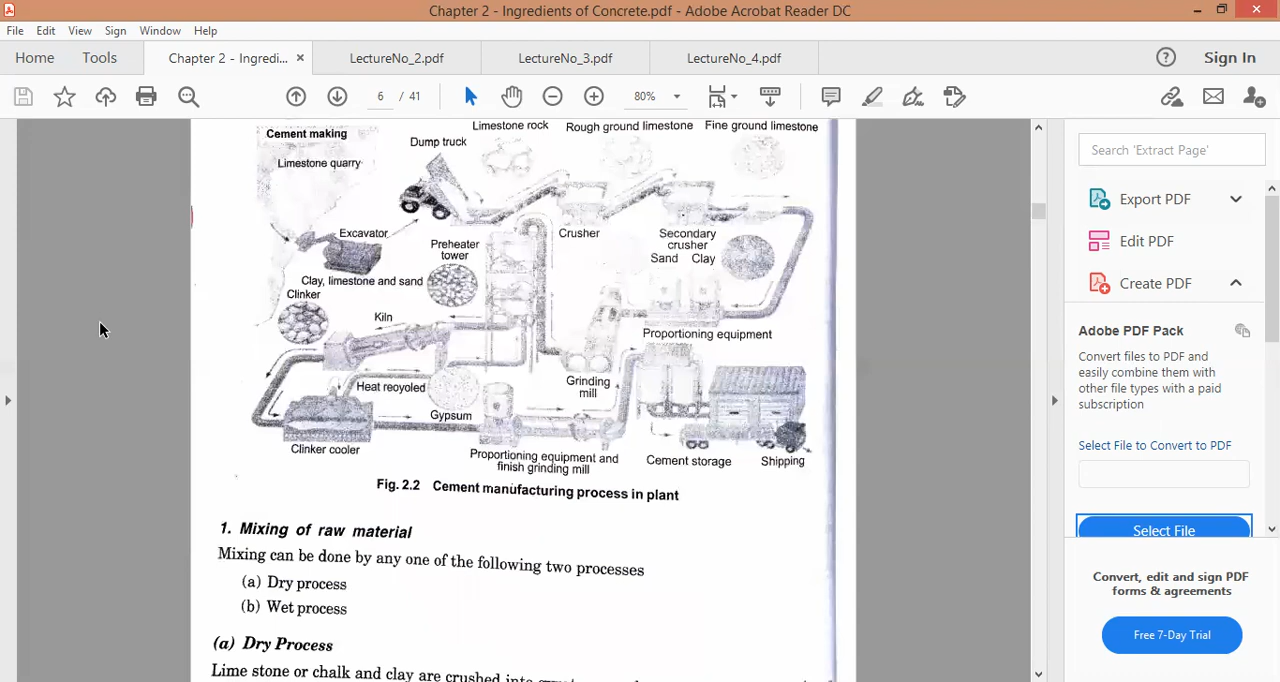 Chapter 2 - Ingredients of Concrete.pdf - Adobe Acrobat Reader DC
File Edit View Sign Window Help
Home Tools Chapter 2 - Ingredi... × LectureNo_2.pdf LectureNo_3.pdf LectureNo_4.pdf Sign In
6 / 41 80%
Cement making
Limestone quarry
Dump truck
Limestone rock Rough ground limestone Fine ground limestone
Excavator
Clay, limestone and sand
Crusher
Secondary
crusher
Sand Clay
Preheater
tower
Clinker
Kiln
Proportioning equipment
Heat reoyoled
Gypsum
Grinding
mill
Clinker cooler
Proportioning equipment and
finish grinding mill
Cement storage
Shipping
Fig. 2.2 Cement manufacturing process in plant
1. Mixing of raw material
Mixing can be done by any one of the following two processes
(a) Dry process
(b) Wet process
(a) Dry Process
Lime stone or chalk and clay are crushed into
Search 'Extract Page'
Export PDF
Edit PDF
Create PDF
Adobe PDF Pack
Convert files to PDF and
easily combine them with
other file types with a paid
subscription
Select File to Convert to PDF
Select File
Convert, edit and sign PDF
forms & agreements
Free 7-Day Trial